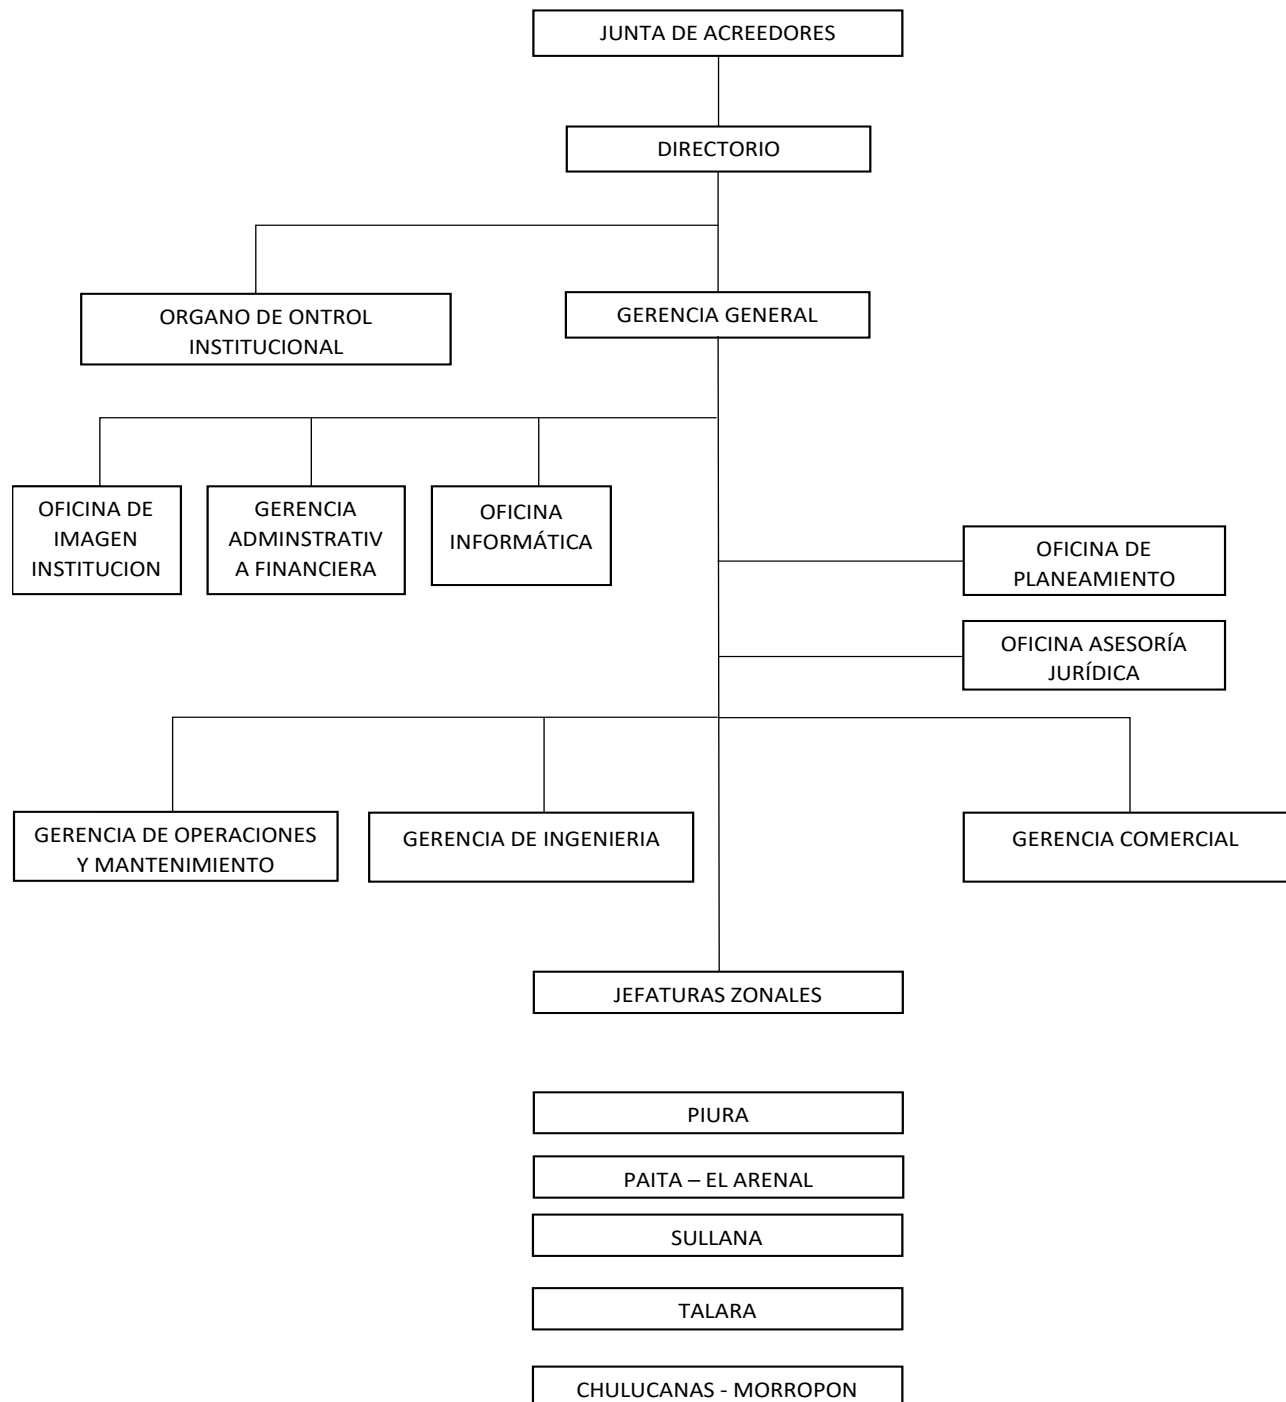 JUNTA DE ACREEDORES
DIRECTORIO
ORGANO DE ONTROL
INSTITUCIONAL
GERENCIA GENERAL
OFICINA DE
IMAGEN
INSTITUCION
GERENCIA
ADMINSTRATIV
A FINANCIERA
OFICINA
INFORMÁTICA
OFICINA DE
PLANEAMIENTO
OFICINA ASESORÍA
JURÍDICA
GERENCIA DE OPERACIONES
Y MANTENIMIENTO
GERENCIA DE INGENIERIA
GERENCIA COMERCIAL
JEFATURAS ZONALES
PIURA
PAITA – EL ARENAL
SULLANA
TALARA
CHULUCANAS - MORROPON